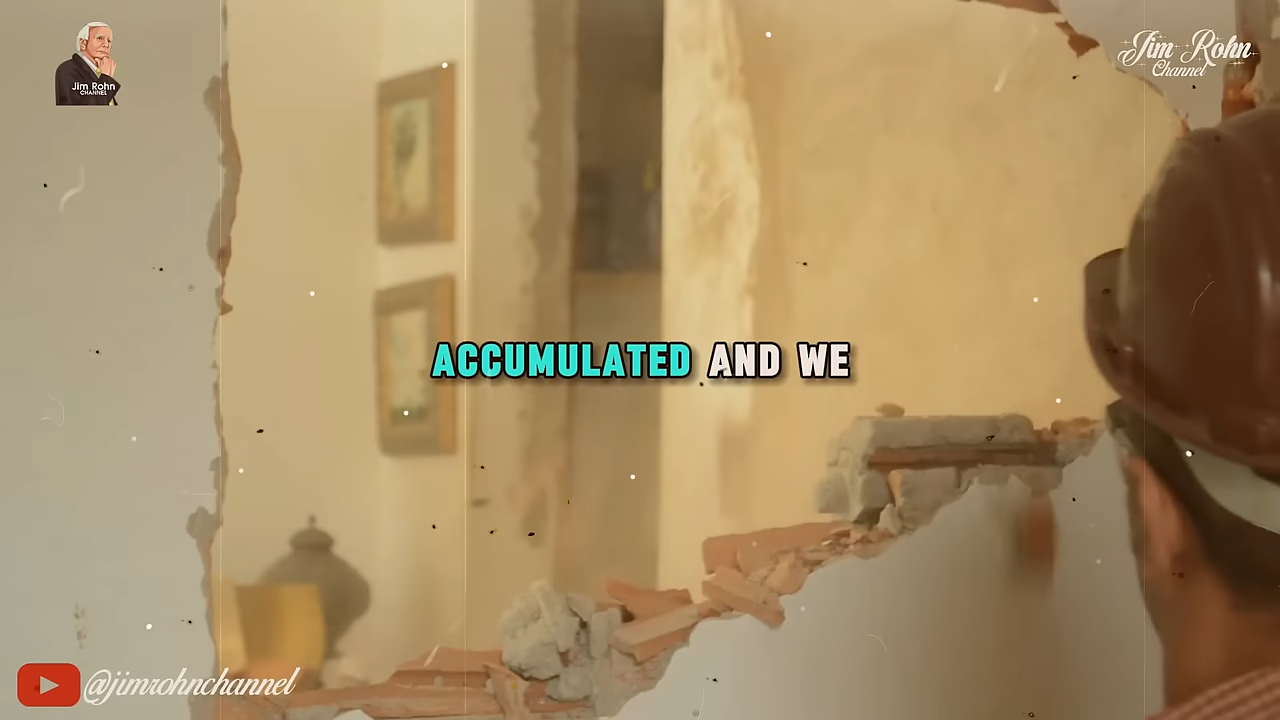 Jim Rohn
CHANNEL
Jim Rohn
Channel
ACCUMULATED AND WE
@jimrohnchannel